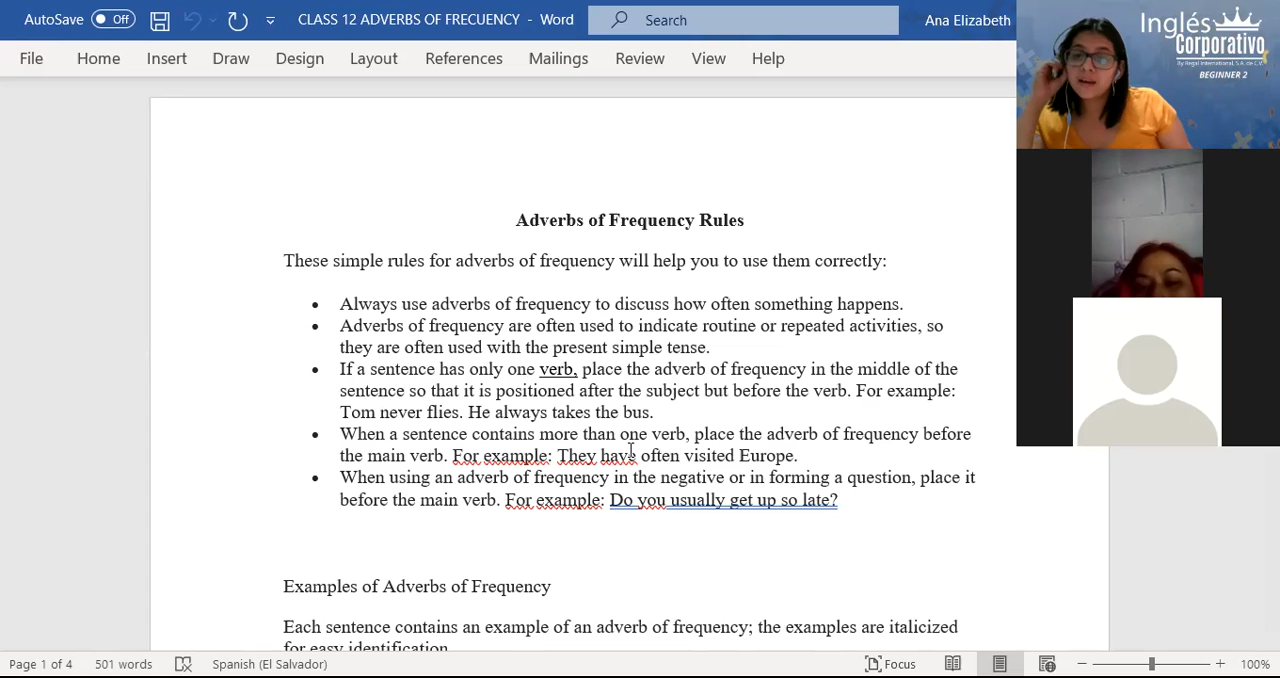 AutoSave Off CLASS 12 ADVERBS OF FRECUENCY - Word Search Ana Elizabeth
File Home Insert Draw Design Layout References Mailings Review View Help
Inglés
Corporativo
By Regal International, S.A. de C.V.
BEGINNER 2
Adverbs of Frequency Rules
These simple rules for adverbs of frequency will help you to use them correctly:
• Always use adverbs of frequency to discuss how often something happens.
• Adverbs of frequency are often used to indicate routine or repeated activities, so
they are often used with the present simple tense.
• If a sentence has only one verb, place the adverb of frequency in the middle of the
sentence so that it is positioned after the subject but before the verb. For example:
Tom never flies. He always takes the bus.
• When a sentence contains more than one verb, place the adverb of frequency before
the main verb. For example: They have often visited Europe.
• When using an adverb of frequency in the negative or in forming a question, place it
before the main verb. For example: Do you usually get up so late?
Examples of Adverbs of Frequency
Each sentence contains an example of an adverb of frequency; the examples are italicized
for easy identification.
Page 1 of 4 501 words Spanish (El Salvador) Focus 100%